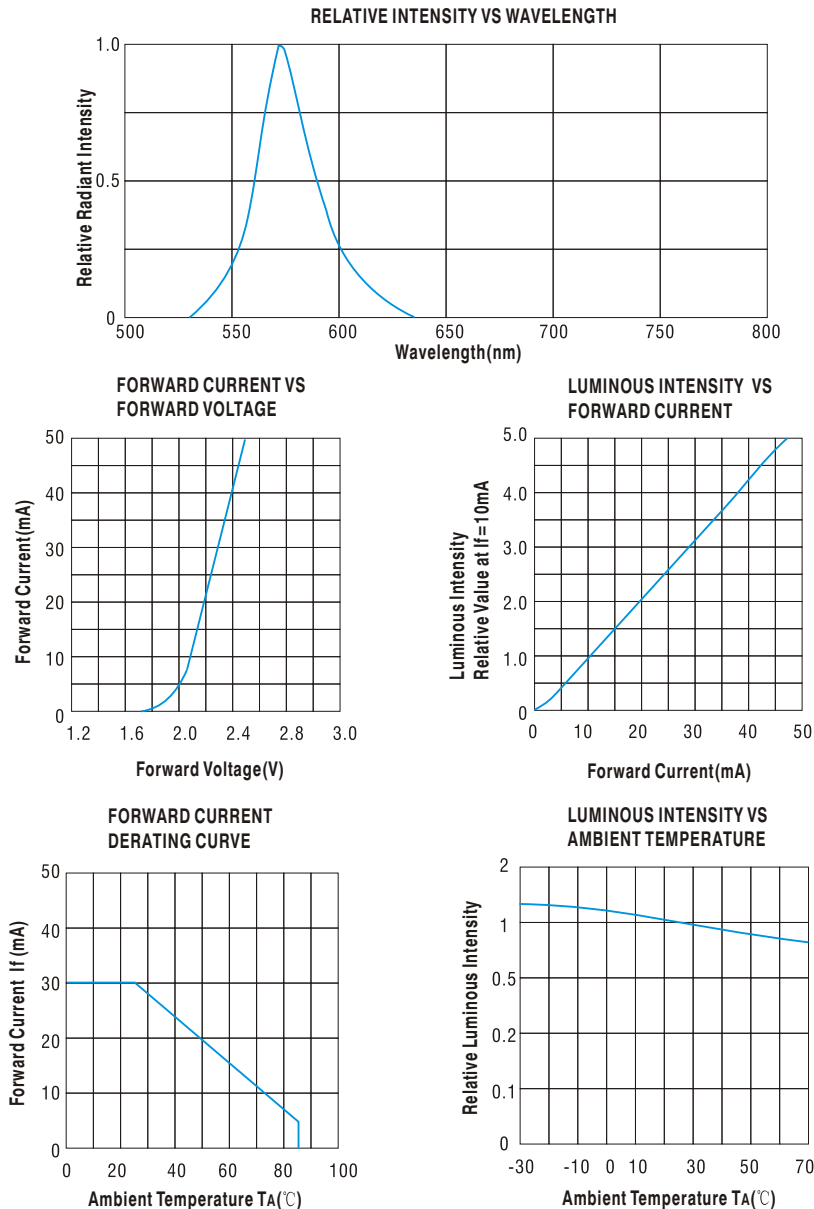 RELATIVE INTENSITY VS WAVELENGTH
1.0
0.5
0
Relative Radiant Intensity
500 550 600 650 700 750 800
Wavelength(nm)
FORWARD CURRENT VS
FORWARD VOLTAGE
50
40
30
20
10
0
Forward Current(mA)
1.2 1.6 2.0 2.4 2.8 3.0
Forward Voltage(V)
LUMINOUS INTENSITY VS
FORWARD CURRENT
5.0
4.0
3.0
2.0
1.0
0
Luminous Intensity
Relative Value at If=10mA
0 10 20 30 40 50
Forward Current(mA)
FORWARD CURRENT
DERATING CURVE
50
40
30
20
10
0
Forward Current If (mA)
0 20 40 60 80 100
Ambient Temperature TA(℃)
LUMINOUS INTENSITY VS
AMBIENT TEMPERATURE
2
1
0.5
0.2
0.1
0
Relative Luminous Intensity
-30 -10 0 10 30 50 70
Ambient Temperature TA(℃)